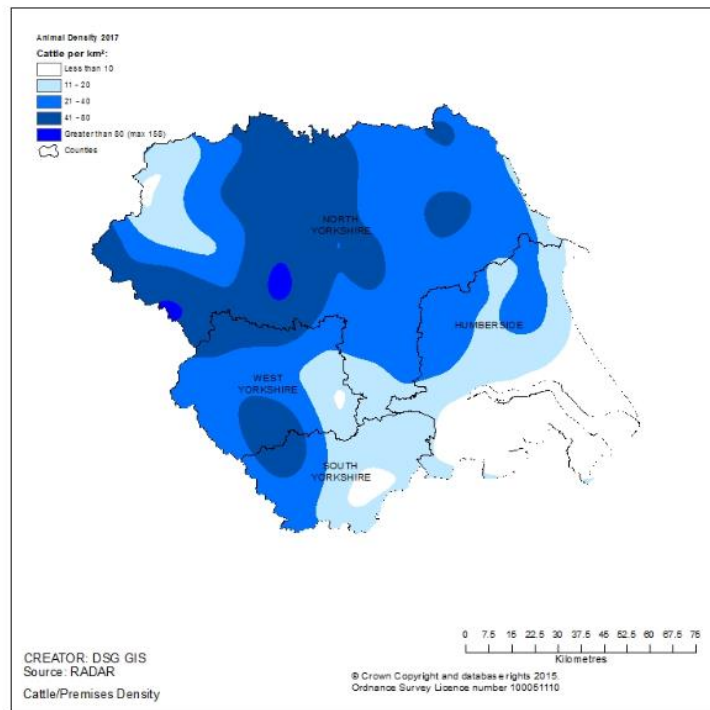 Animal Density 2017
Cattle per km²:
Less than 10
11 – 20
21 – 40
41 – 80
Greater than 80 (max 158)
Counties
NORTH
YORKSHIRE
HUMBERSIDE
WEST
YORKSHIRE
SOUTH
YORKSHIRE
0 7.5 15 22.5 30 37.5 45 52.5 60 67.5 75
Kilometres
CREATOR: DSG GIS
Source: RADAR
Cattle/Premises Density
© Crown Copyright and database rights 2015.
Ordnance Survey Licence number 100051110